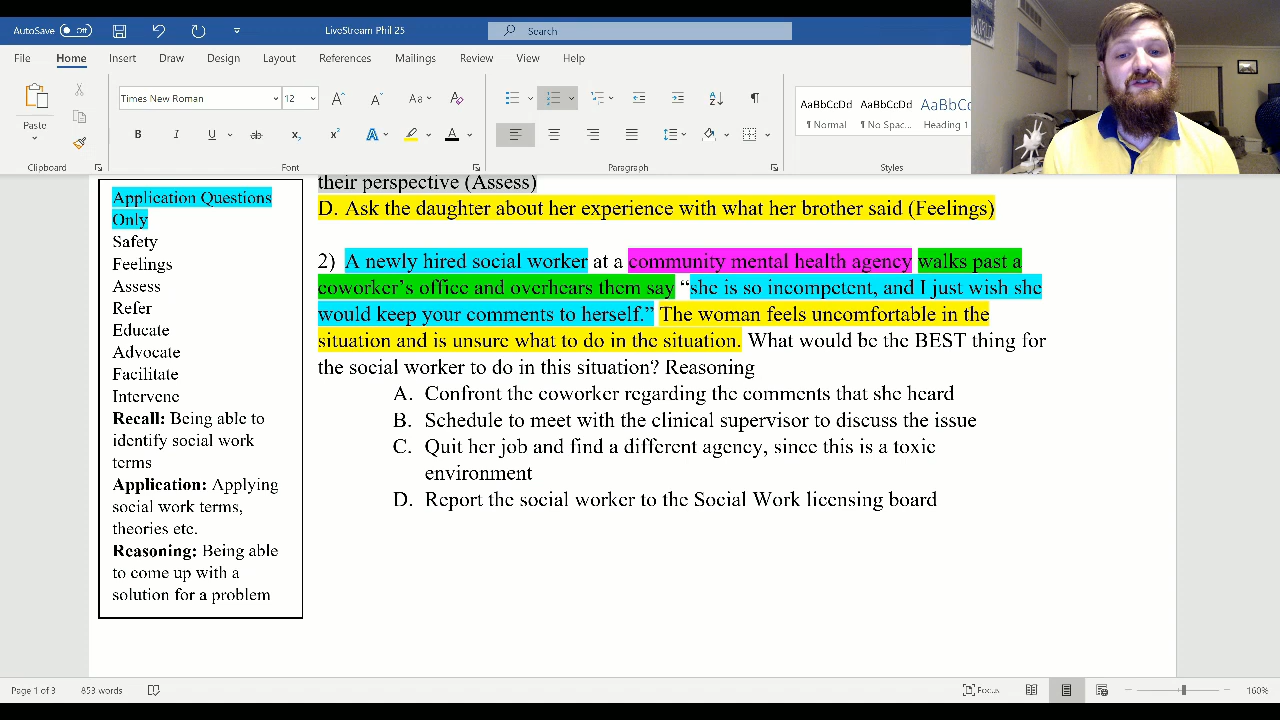 AutoSave Off LiveStream Phil 25 Search
File Home Insert Draw Design Layout References Mailings Review View Help
Times New Roman 12
AaBbCcDd AaBbCcDd AaBbCc
Paste ¶ Normal ¶ No Spac... Heading 1
Clipboard Font Paragraph Styles
Application Questions
Only
Safety
Feelings
Assess
Refer
Educate
Advocate
Facilitate
Intervene
Recall: Being able to
identify social work
terms
Application: Applying
social work terms,
theories etc.
Reasoning: Being able
to come up with a
solution for a problem
their perspective (Assess)
D. Ask the daughter about her experience with what her brother said (Feelings)
2) A newly hired social worker at a community mental health agency walks past a
coworker’s office and overhears them say “she is so incompetent, and I just wish she
would keep your comments to herself.” The woman feels uncomfortable in the
situation and is unsure what to do in the situation. What would be the BEST thing for
the social worker to do in this situation? Reasoning
A. Confront the coworker regarding the comments that she heard
B. Schedule to meet with the clinical supervisor to discuss the issue
C. Quit her job and find a different agency, since this is a toxic
environment
D. Report the social worker to the Social Work licensing board
Page 1 of 3 853 words Focus 160%